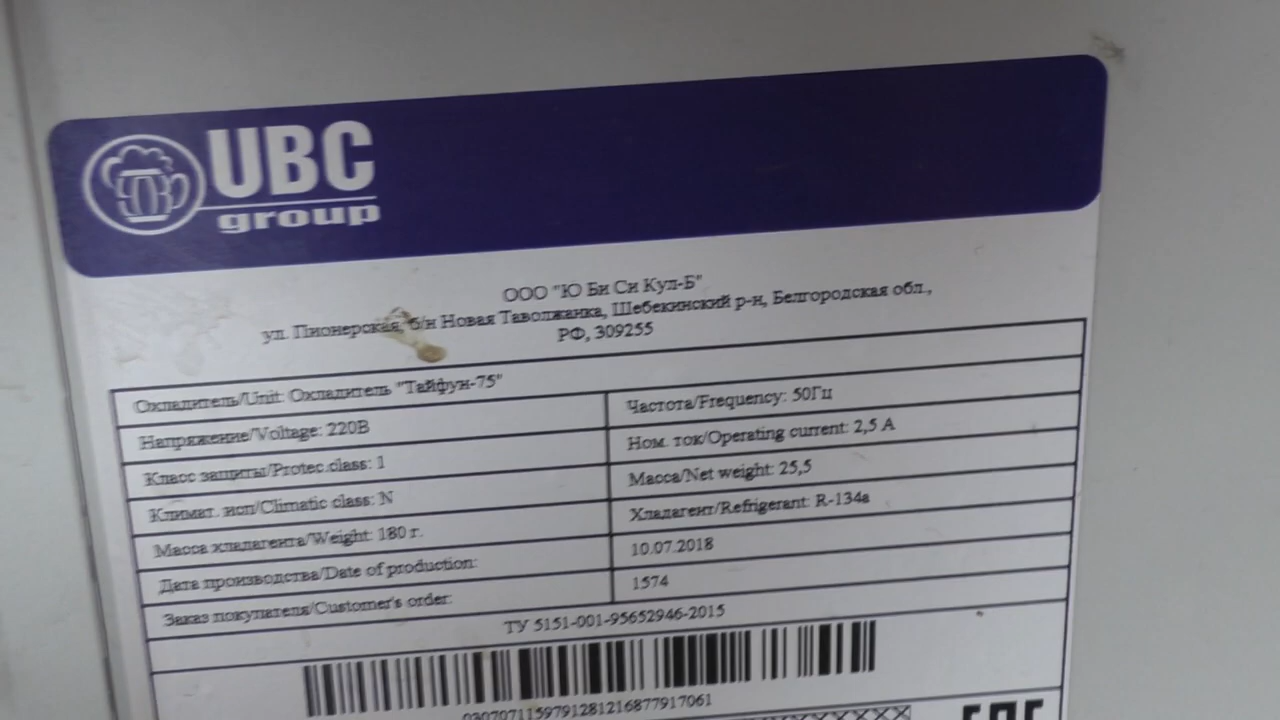 UBC
group
ООО "Ю Би Си Кул-Б"
ул. Пионерская, б/н Новая Таволжанка, Шебекинский р-н, Белгородская обл.,
РФ, 309255
Охладитель/Unit: Охладитель "Тайфун-75"
Напряжение/Voltage: 220В
Частота/Frequency: 50Гц
Класс защиты/Protec.class: 1
Ном. ток/Operating current: 2,5 А
Климат. исп/Climatic class: N
Масса/Net weight: 25,5
Масса хладагента/Weight: 180 г.
Хладагент/Refrigerant: R-134a
Дата производства/Date of production:
10.07.2018
Заказ покупателя/Customer's order:
1574
ТУ 5151-001-95652946-2015
0307071159791281216877917061